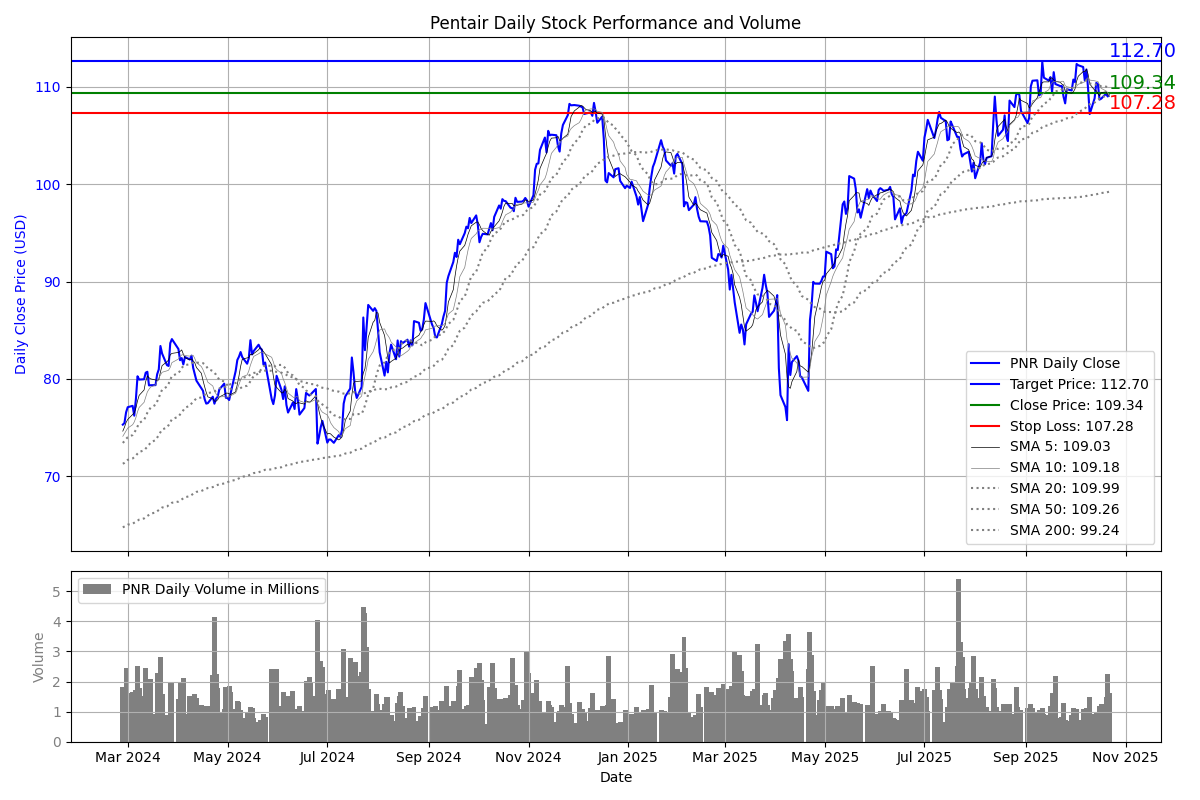 Pentair Daily Stock Performance and Volume
112.70
109.34
107.28
110
100
90
80
70
Daily Close Price (USD)
PNR Daily Close
Target Price: 112.70
Close Price: 109.34
Stop Loss: 107.28
SMA 5: 109.03
SMA 10: 109.18
SMA 20: 109.99
SMA 50: 109.26
SMA 200: 99.24
PNR Daily Volume in Millions
5
4
3
2
1
0
Volume
Mar 2024 May 2024 Jul 2024 Sep 2024 Nov 2024 Jan 2025 Mar 2025 May 2025 Jul 2025 Sep 2025 Nov 2025
Date